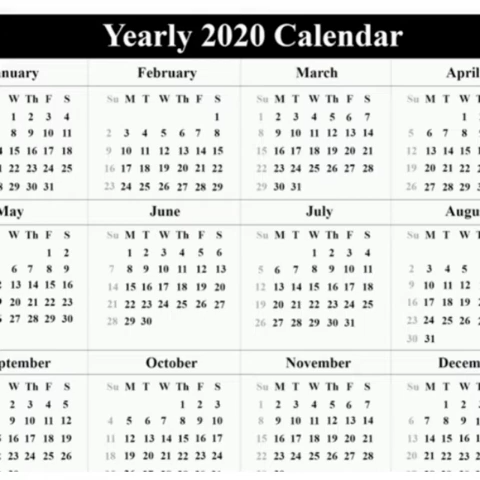 Yearly 2020 Calendar
nuary February March April
W Th F S Su M T W Th F S Su M T W Th F S Su M T W
1 2 3 4 1 1 2 3 4 5 6 7 1
8 9 10 11 2 3 4 5 6 7 8 8 9 10 11 12 13 14 5 6 7 8
15 16 17 18 9 10 11 12 13 14 15 15 16 17 18 19 20 21 12 13 14 15
22 23 24 25 16 17 18 19 20 21 22 22 23 24 25 26 27 28 19 20 21 22
29 30 31 23 24 25 26 27 28 29 29 30 31 26 27 28 29
May June July Augu
W Th F S Su M T W Th F S Su M T W Th F S Su M T W
1 2 1 2 3 4 5 6 1 2 3 4
6 7 8 9 7 8 9 10 11 12 13 5 6 7 8 9 10 11 2 3 4 5
13 14 15 16 14 15 16 17 18 19 20 12 13 14 15 16 17 18 9 10 11 12
20 21 22 23 21 22 23 24 25 26 27 19 20 21 22 23 24 25 16 17 18 19
27 28 29 30 28 29 30 26 27 28 29 30 31 23 24 25 26
30 31
ptember October November Decem
W Th F S Su M T W Th F S Su M T W Th F S Su M T W
2 3 4 5 1 2 3 1 2 3 4 5 6 7 1 2
9 10 11 12 4 5 6 7 8 9 10 8 9 10 11 12 13 14 6 7 8 9
16 17 18 19 11 12 13 14 15 16 17 15 16 17 18 19 20 21 13 14 15 16
23 24 25 26 18 19 20 21 22 23 24 22 23 24 25 26 27 28 20 21 22 23